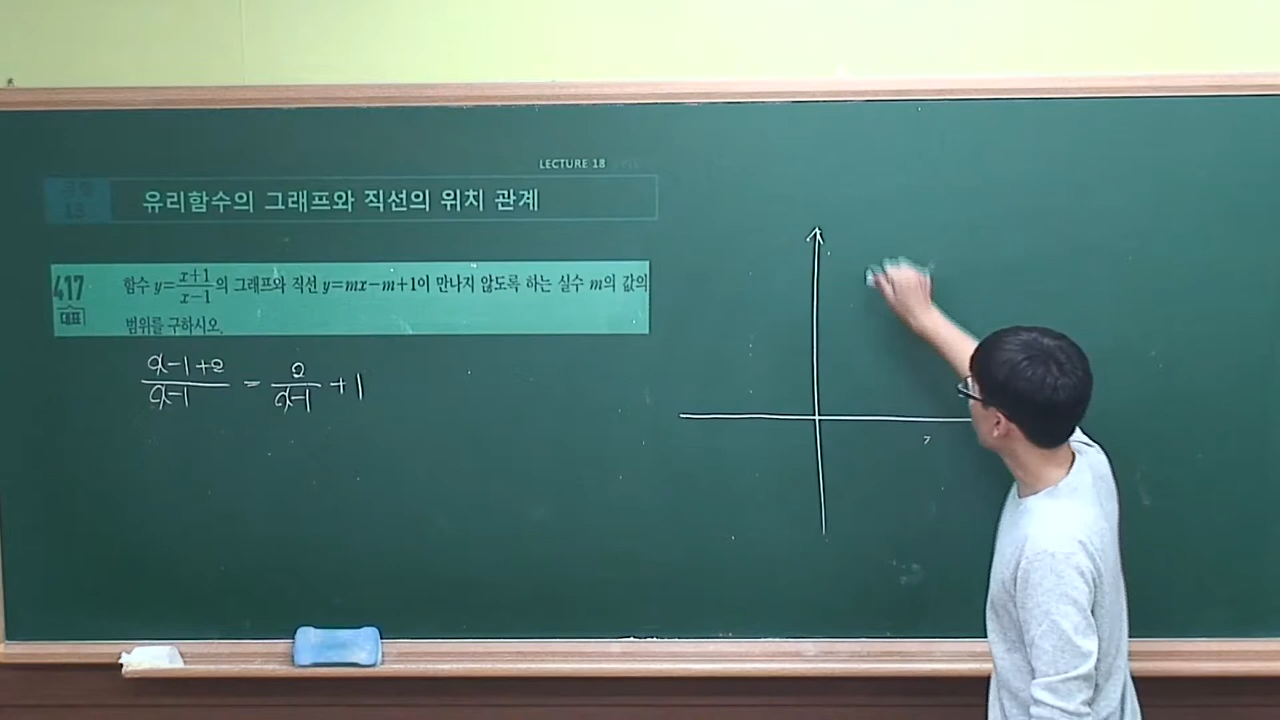 LECTURE 18
유리함수의 그래프와 직선의 위치 관계
417
대표
함수 y=\frac{x+1}{x-1}의 그래프와 직선 y=mx-m+1이 만나지 않도록 하는 실수 m의 값의
범위를 구하시오.
\frac{x-1+2}{x-1} = \frac{2}{x-1} + 1